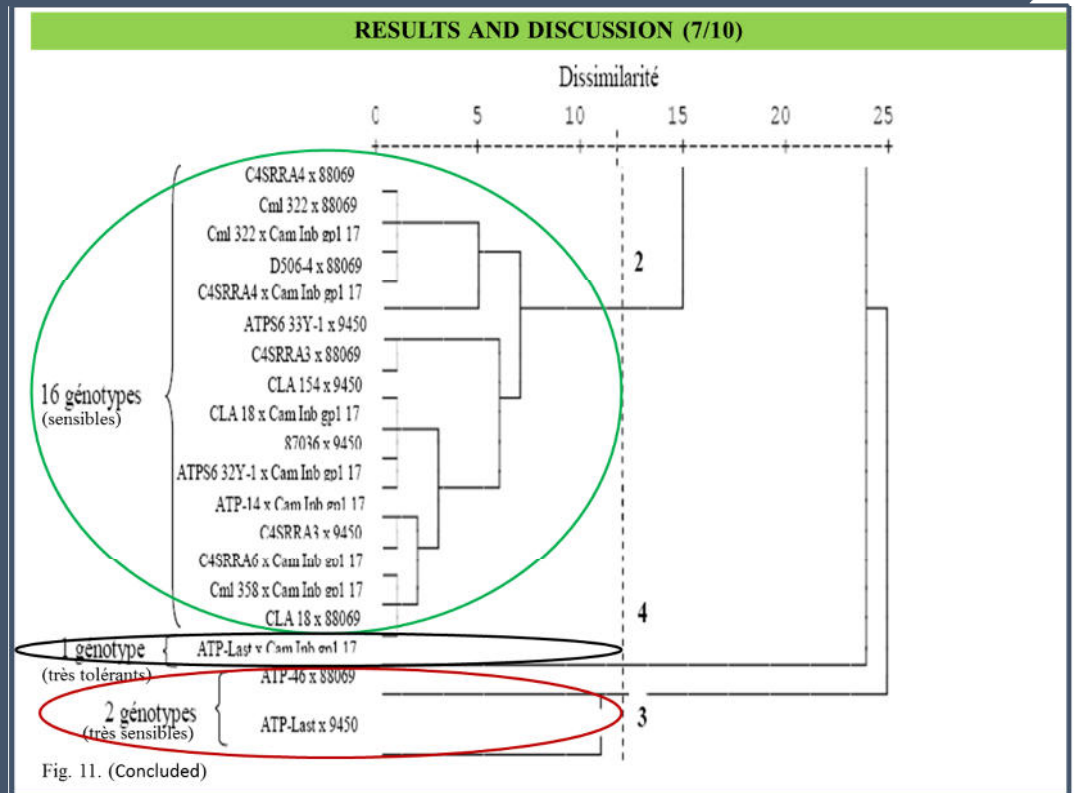 RESULTS AND DISCUSSION (7/10)
Dissimilarité
0 5 10 15 20 25
C4SRRA4 x 88069
Cml 322 x 88069
Cml 322 x Cam Inb gp1 17
2
D506-4 x 88069
C4SRRA4 x Cam Inb gp1 17
ATPS6 33Y-1 x 9450
C4SRRA3 x 88069
CLA 154 x 9450
16 génotypes
(sensibles)
CLA 18 x Cam Inb gp1 17
87036 x 9450
ATPS6 32Y-1 x Cam Inb gp1 17
ATP-14 x Cam Inb gp1 17
C4SRRA3 x 9450
C4SRRA6 x Cam Inb gp1 17
Cml 358 x Cam Inb gp1 17
CLA 18 x 88069
4
1 génotype
(très tolérants)
ATP-Last x Cam Inb gp1 17
ATP-46 x 88069
2 génotypes
(très sensibles)
3
ATP-Last x 9450
Fig. 11. (Concluded)